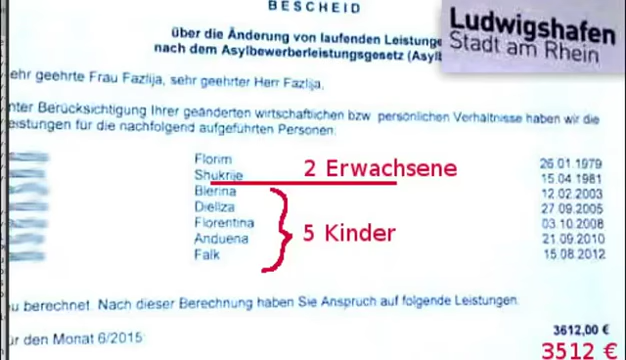 BESCHEID
Ludwigshafen
Stadt am Rhein
über die Änderung von laufenden Leistunge
nach dem Asylbewerberleistungsgesetz (Asylb
ehr geehrte Frau Fazlija, sehr geehrter Herr Fazlija,
nter Berücksichtigung Ihrer geänderten wirtschaftlichen bzw. persönlichen Verhältnisse haben wir die
eistungen für die nachfolgend aufgeführten Personen:
Florim 26.01.1979
2 Erwachsene
Shukrije 15.04.1981
Blerina 12.02.2003
Diellza 27.09.2005
Florentina 03.10.2008
5 Kinder
Anduena 21.09.2010
Falk 15.08.2012
u berechnet. Nach dieser Berechnung haben Sie Anspruch auf folgende Leistungen:
ür den Monat 6/2015: 3612,00 €
3512 €